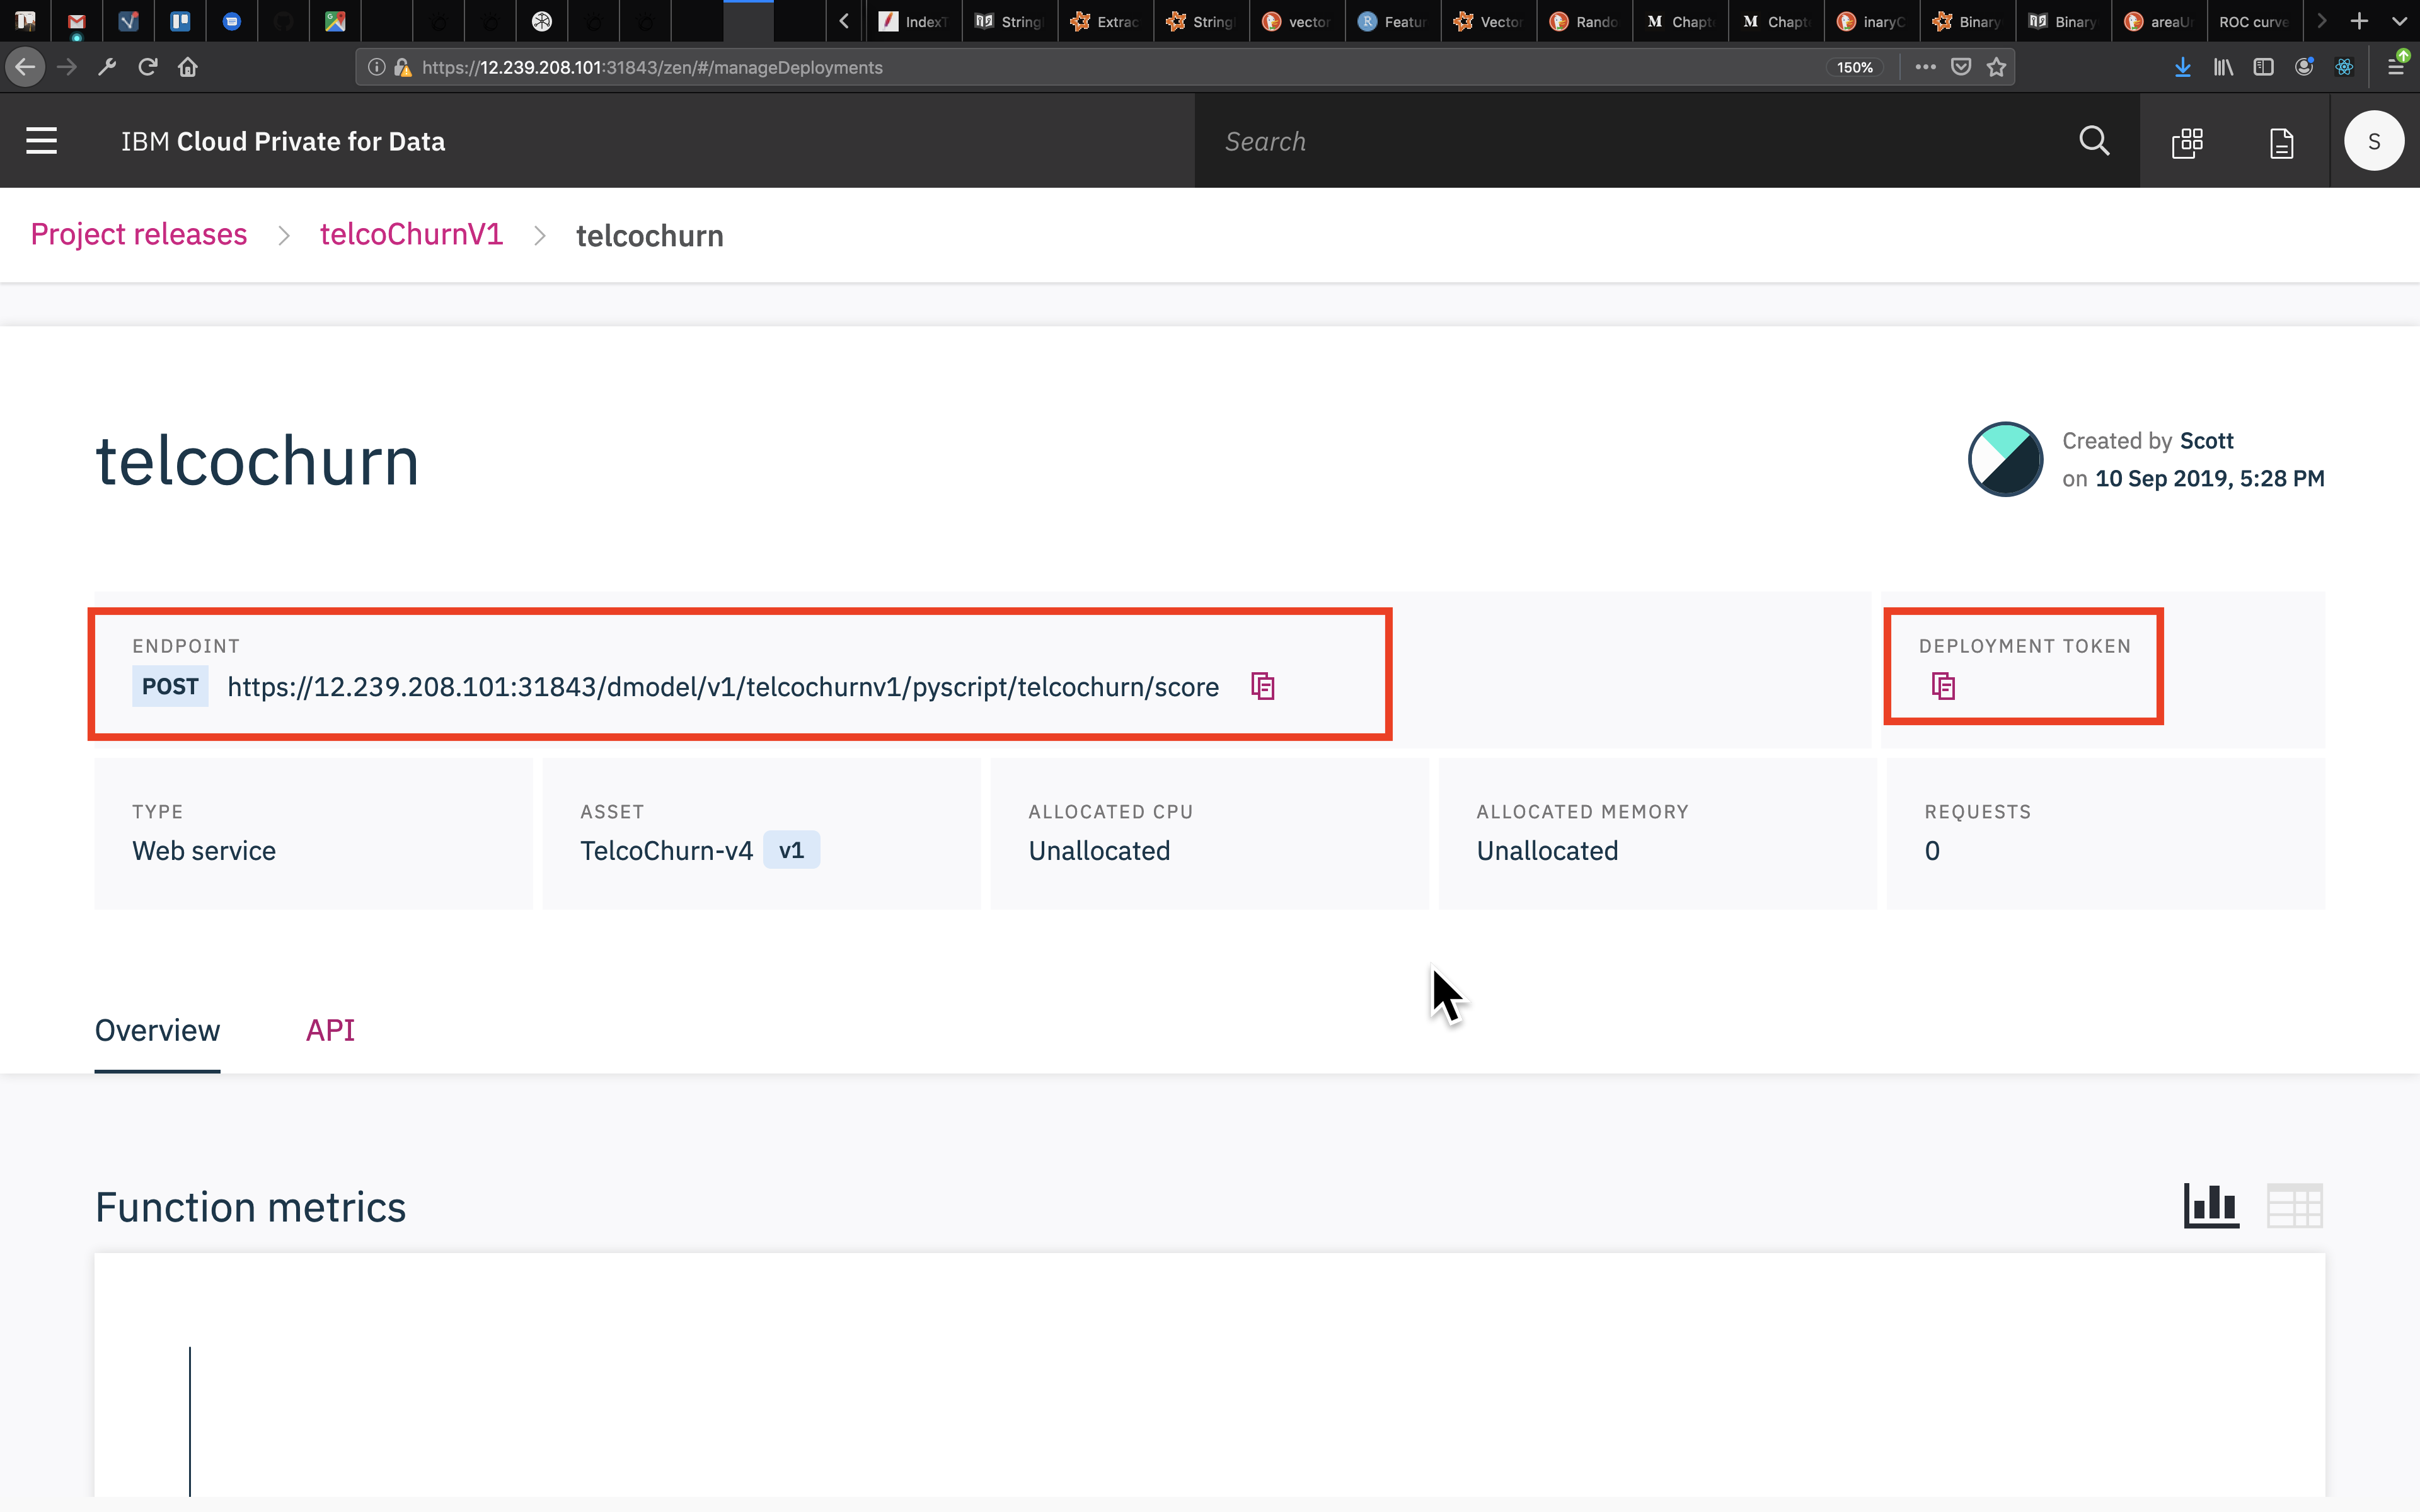 IndexT
String
Extrac
String
vector
Featur
Vector
Rando
Chapt
Chapt
inaryC
Binary
Binary
areaU
ROC curve
https://12.239.208.101:31843/zen/#/manageDeployments
150%
IBM Cloud Private for Data
Search
S
Project releases
telcoChurnV1
telcochurn
telcochurn
Created by Scott
on 10 Sep 2019, 5:28 PM
ENDPOINT
POST https://12.239.208.101:31843/dmodel/v1/telcochurnv1/pyscript/telcochurn/score
DEPLOYMENT TOKEN
TYPE
Web service
ASSET
TelcoChurn-v4 v1
ALLOCATED CPU
Unallocated
ALLOCATED MEMORY
Unallocated
REQUESTS
0
Overview
API
Function metrics